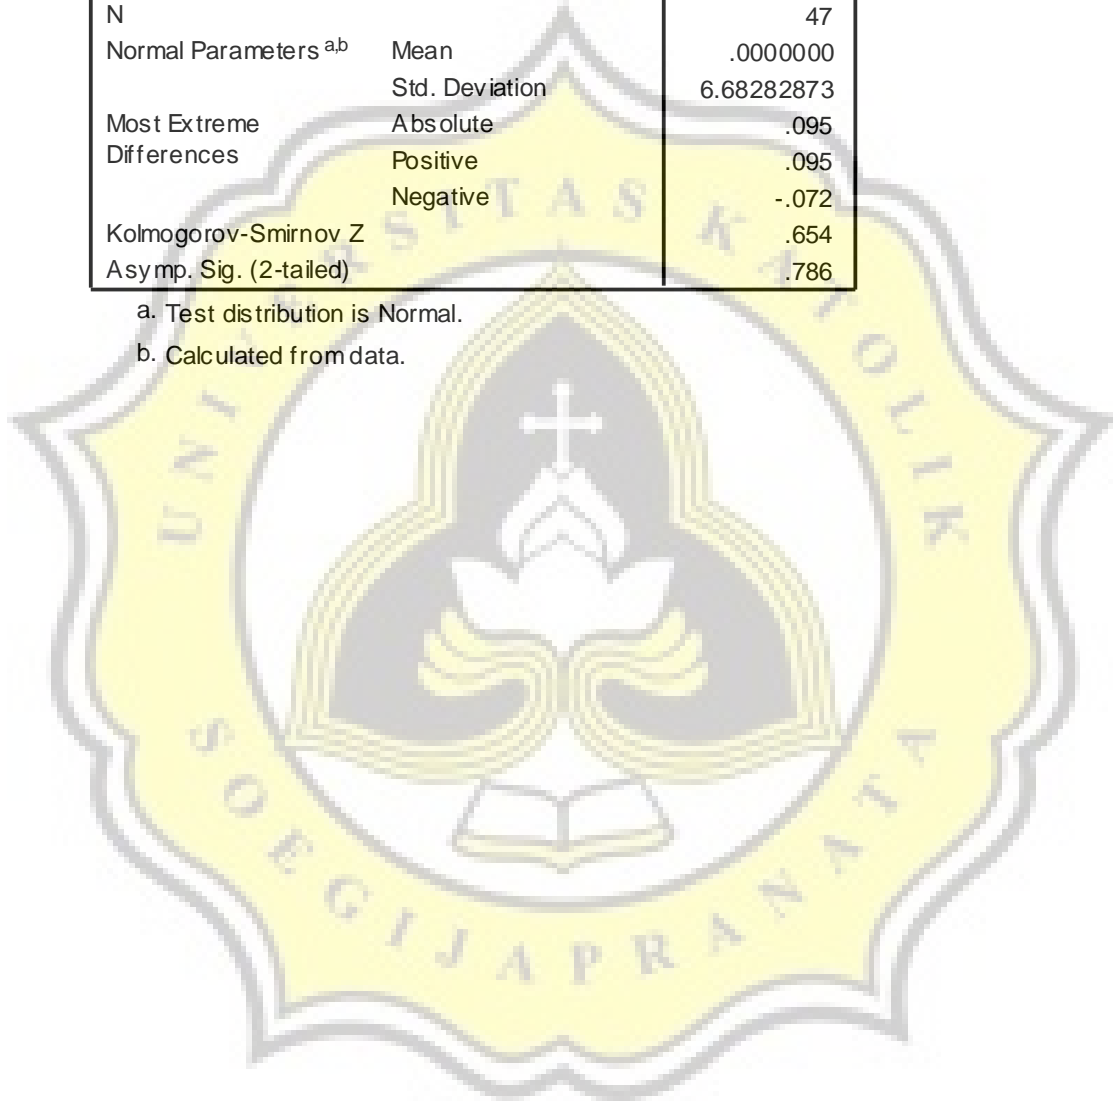 N 47
Normal Parameters a,b Mean .0000000
Std. Deviation 6.68282873
Most Extreme Absolute .095
Differences Positive .095
Negative -.072
Kolmogorov-Smirnov Z .654
Asymp. Sig. (2-tailed) .786
a. Test distribution is Normal.
b. Calculated from data.
UNIVERSITAS KATOLIK
SOEGIJAPRANATA